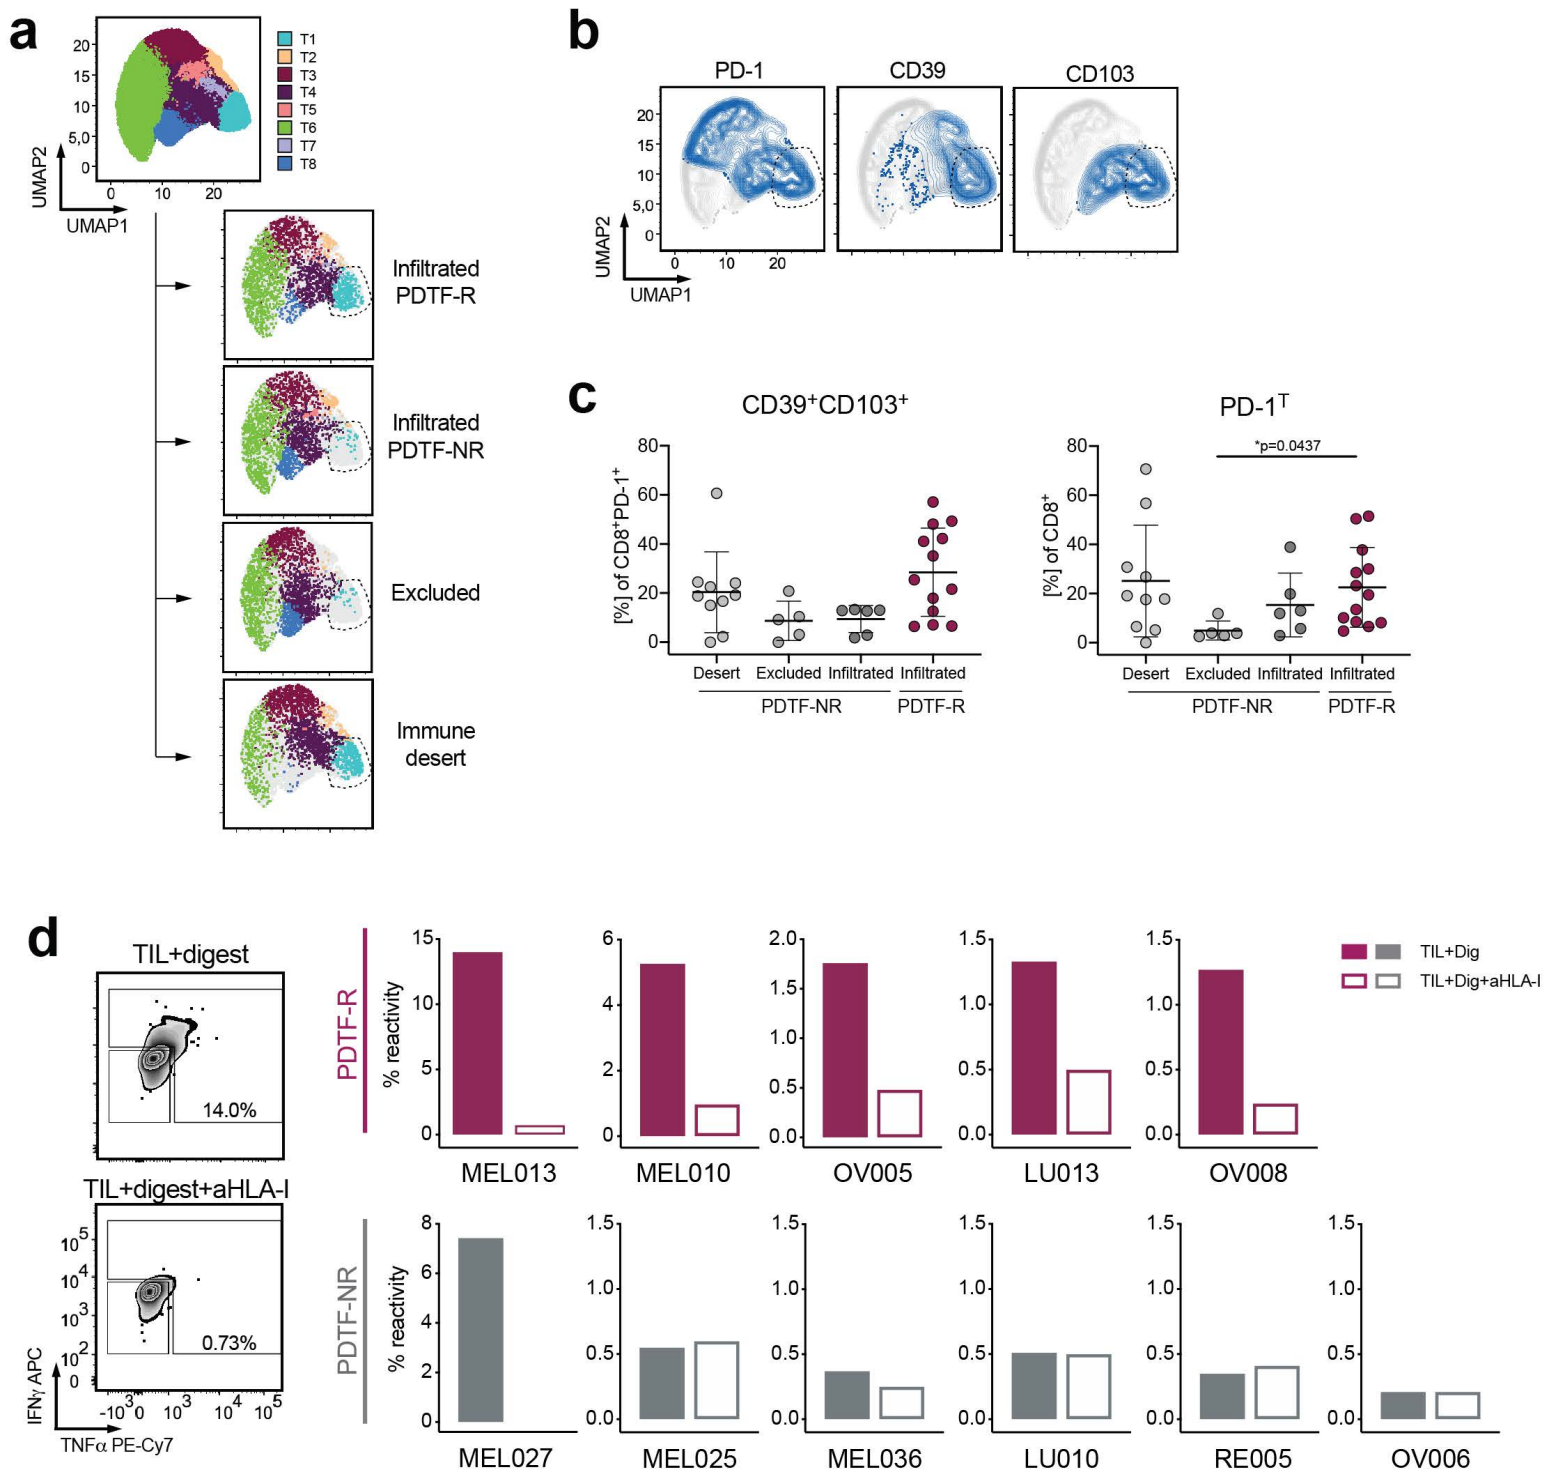 a
20
15
10
5,0
0
0
10
20
UMAP2
UMAP1
T1
T2
T3
T4
T5
T6
T7
T8
Infiltrated
PDTF-R
Infiltrated
PDTF-NR
Excluded
Immune
desert
b
PD-1
CD39
CD103
20
15
10
5,0
0
0
10
20
UMAP2
UMAP1
c
CD39+CD103+
[%] of CD8+PD-1+
80
60
40
20
0
Desert
Excluded
Infiltrated
Infiltrated
PDTF-NR
PDTF-R
PD-1T
*p=0.0437
[%] of CD8+
80
60
40
20
0
Desert
Excluded
Infiltrated
Infiltrated
PDTF-NR
PDTF-R
d
TIL+digest
14.0%
TIL+digest+aHLA-I
0.73%
105
104
103
102
0
-103
0
103
104
105
IFNγ APC
TNFα PE-Cy7
PDTF-R
% reactivity
15
10
5
0
MEL013
6
4
2
0
MEL010
2.0
1.5
1.0
0.5
0.0
OV005
1.5
1.0
0.5
0.0
LU013
1.5
1.0
0.5
0.0
OV008
TIL+Dig
TIL+Dig+aHLA-I
PDTF-NR
% reactivity
8
6
4
2
0
MEL027
1.5
1.0
0.5
0.0
MEL025
1.5
1.0
0.5
0.0
MEL036
1.5
1.0
0.5
0.0
LU010
1.5
1.0
0.5
0.0
RE005
1.5
1.0
0.5
0.0
OV006